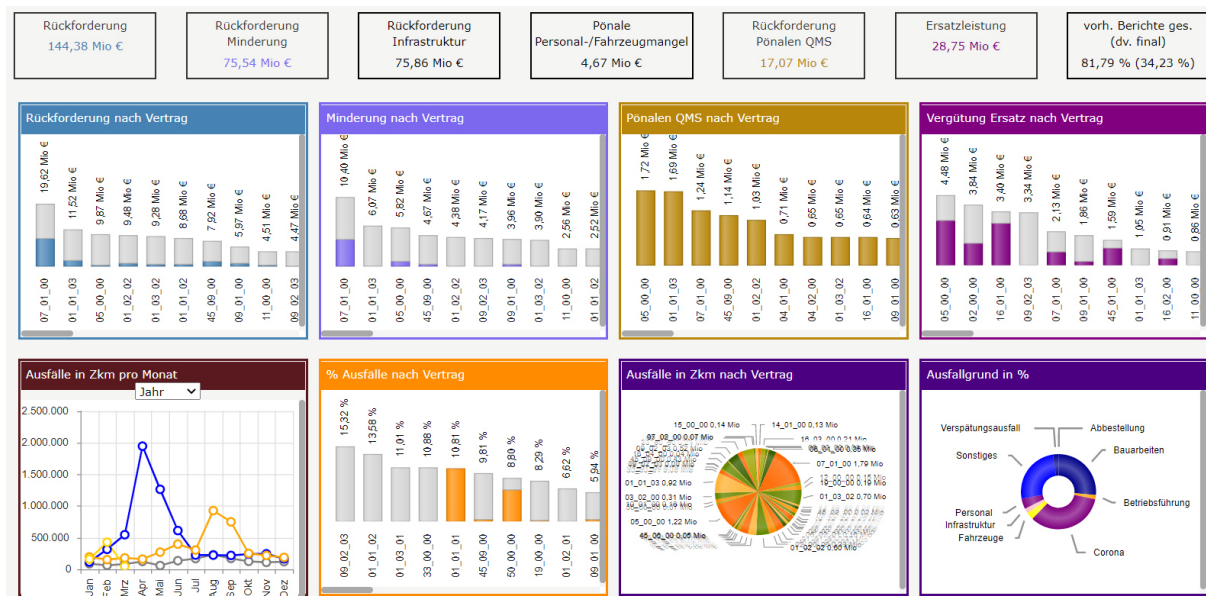 Rückforderung
144,38 Mio €
Rückforderung
Minderung
75,54 Mio €
Rückforderung
Infrastruktur
75,86 Mio €
Pönale
Personal-/Fahrzeugmangel
4,67 Mio €
Rückforderung
Pönalen QMS
17,07 Mio €
Ersatzleistung
28,75 Mio €
vorh. Berichte ges.
(dv. final)
81,79 % (34,23 %)
Rückforderung nach Vertrag
19,62 Mio €
11,52 Mio €
9,87 Mio €
9,48 Mio €
9,28 Mio €
8,68 Mio €
7,92 Mio €
5,97 Mio €
4,51 Mio €
4,47 Mio €
07_01_00
01_01_03
05_00_00
01_02_02
01_03_02
01_01_02
45_09_00
09_01_00
11_00_00
09_02_03
Minderung nach Vertrag
10,40 Mio €
6,07 Mio €
5,82 Mio €
4,67 Mio €
4,38 Mio €
4,17 Mio €
3,96 Mio €
3,90 Mio €
2,56 Mio €
2,52 Mio €
07_01_00
01_01_03
05_00_00
45_09_00
01_02_02
09_02_03
09_01_00
01_03_02
11_00_00
01_01_02
Pönalen QMS nach Vertrag
1,72 Mio €
1,69 Mio €
1,24 Mio €
1,14 Mio €
1,03 Mio €
0,71 Mio €
0,65 Mio €
0,65 Mio €
0,64 Mio €
0,63 Mio €
05_00_00
01_01_03
07_01_00
45_09_00
01_02_02
04_01_00
04_04_00
01_03_02
16_01_00
09_01_00
Vergütung Ersatz nach Vertrag
4,48 Mio €
3,84 Mio €
3,40 Mio €
3,34 Mio €
2,13 Mio €
1,86 Mio €
1,59 Mio €
1,05 Mio €
0,91 Mio €
0,86 Mio €
05_00_00
02_00_00
16_01_00
09_02_03
07_01_00
09_01_00
45_09_00
01_01_03
16_02_00
11_00_00
Ausfälle in Zkm pro Monat
Jahr
2.500.000
2.000.000
1.500.000
1.000.000
500.000
0
Jan
Feb
Mrz
Apr
Mai
Jun
Jul
Aug
Sep
Okt
Nov
Dez
% Ausfälle nach Vertrag
15,32 %
13,58 %
11,01 %
10,88 %
10,81 %
9,81 %
8,80 %
8,29 %
6,62 %
5,94 %
09_02_03
01_01_02
01_03_01
33_00_00
01_01_01
45_09_00
50_00_00
19_01_00
01_02_01
09_01_00
Ausfälle in Zkm nach Vertrag
15_00_00 0,14 Mio
14_01_00 0,13 Mio
07_01_00 1,79 Mio
01_01_03 0,92 Mio
03_02_00 0,31 Mio
01_03_02 0,70 Mio
05_00_00 1,22 Mio
01_02_02 0,60 Mio
Ausfallgrund in %
Verspätungsausfall
Abbestellung
Sonstiges
Bauarbeiten
Betriebsführung
Personal
Infrastruktur
Fahrzeuge
Corona